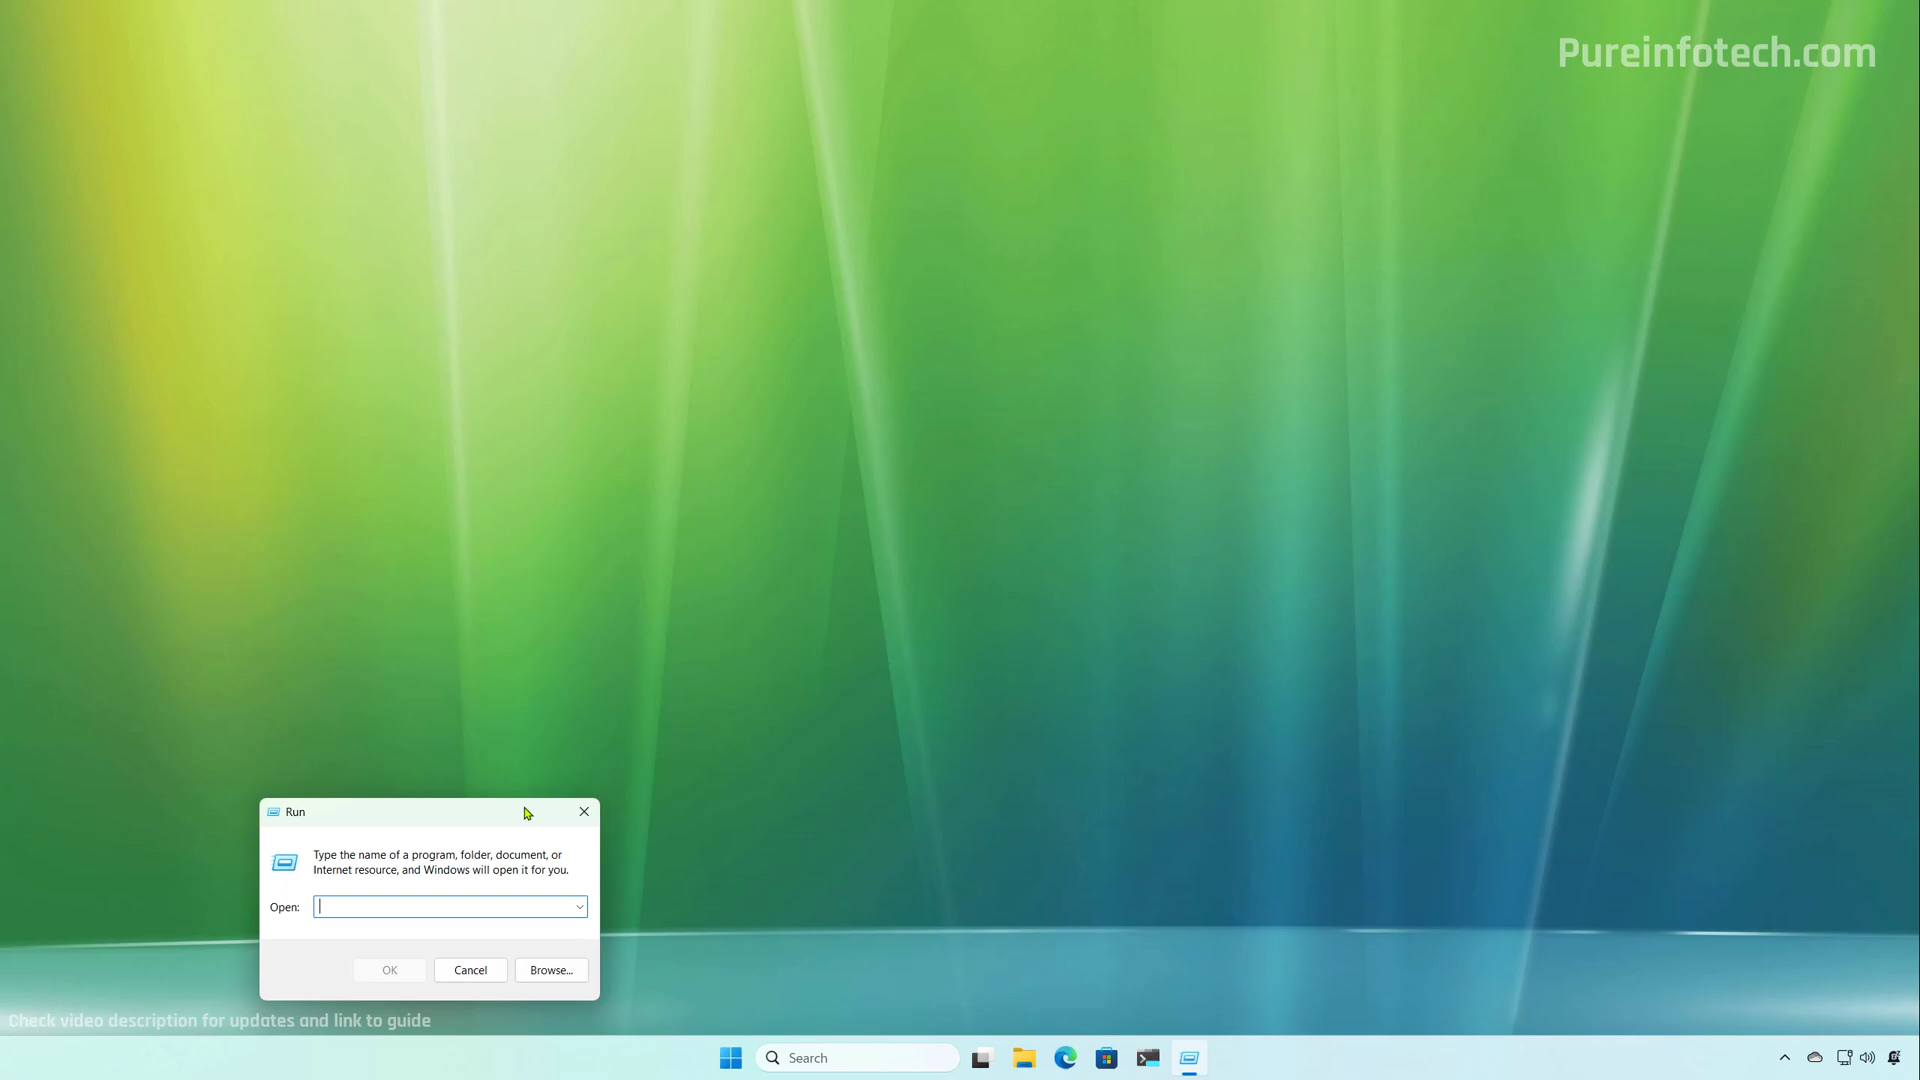 Pureinfotech.com
Run
Type the name of a program, folder, document, or
Internet resource, and Windows will open it for you.
Open:
OK
Cancel
Browse...
Check video description for updates and link to guide
Search